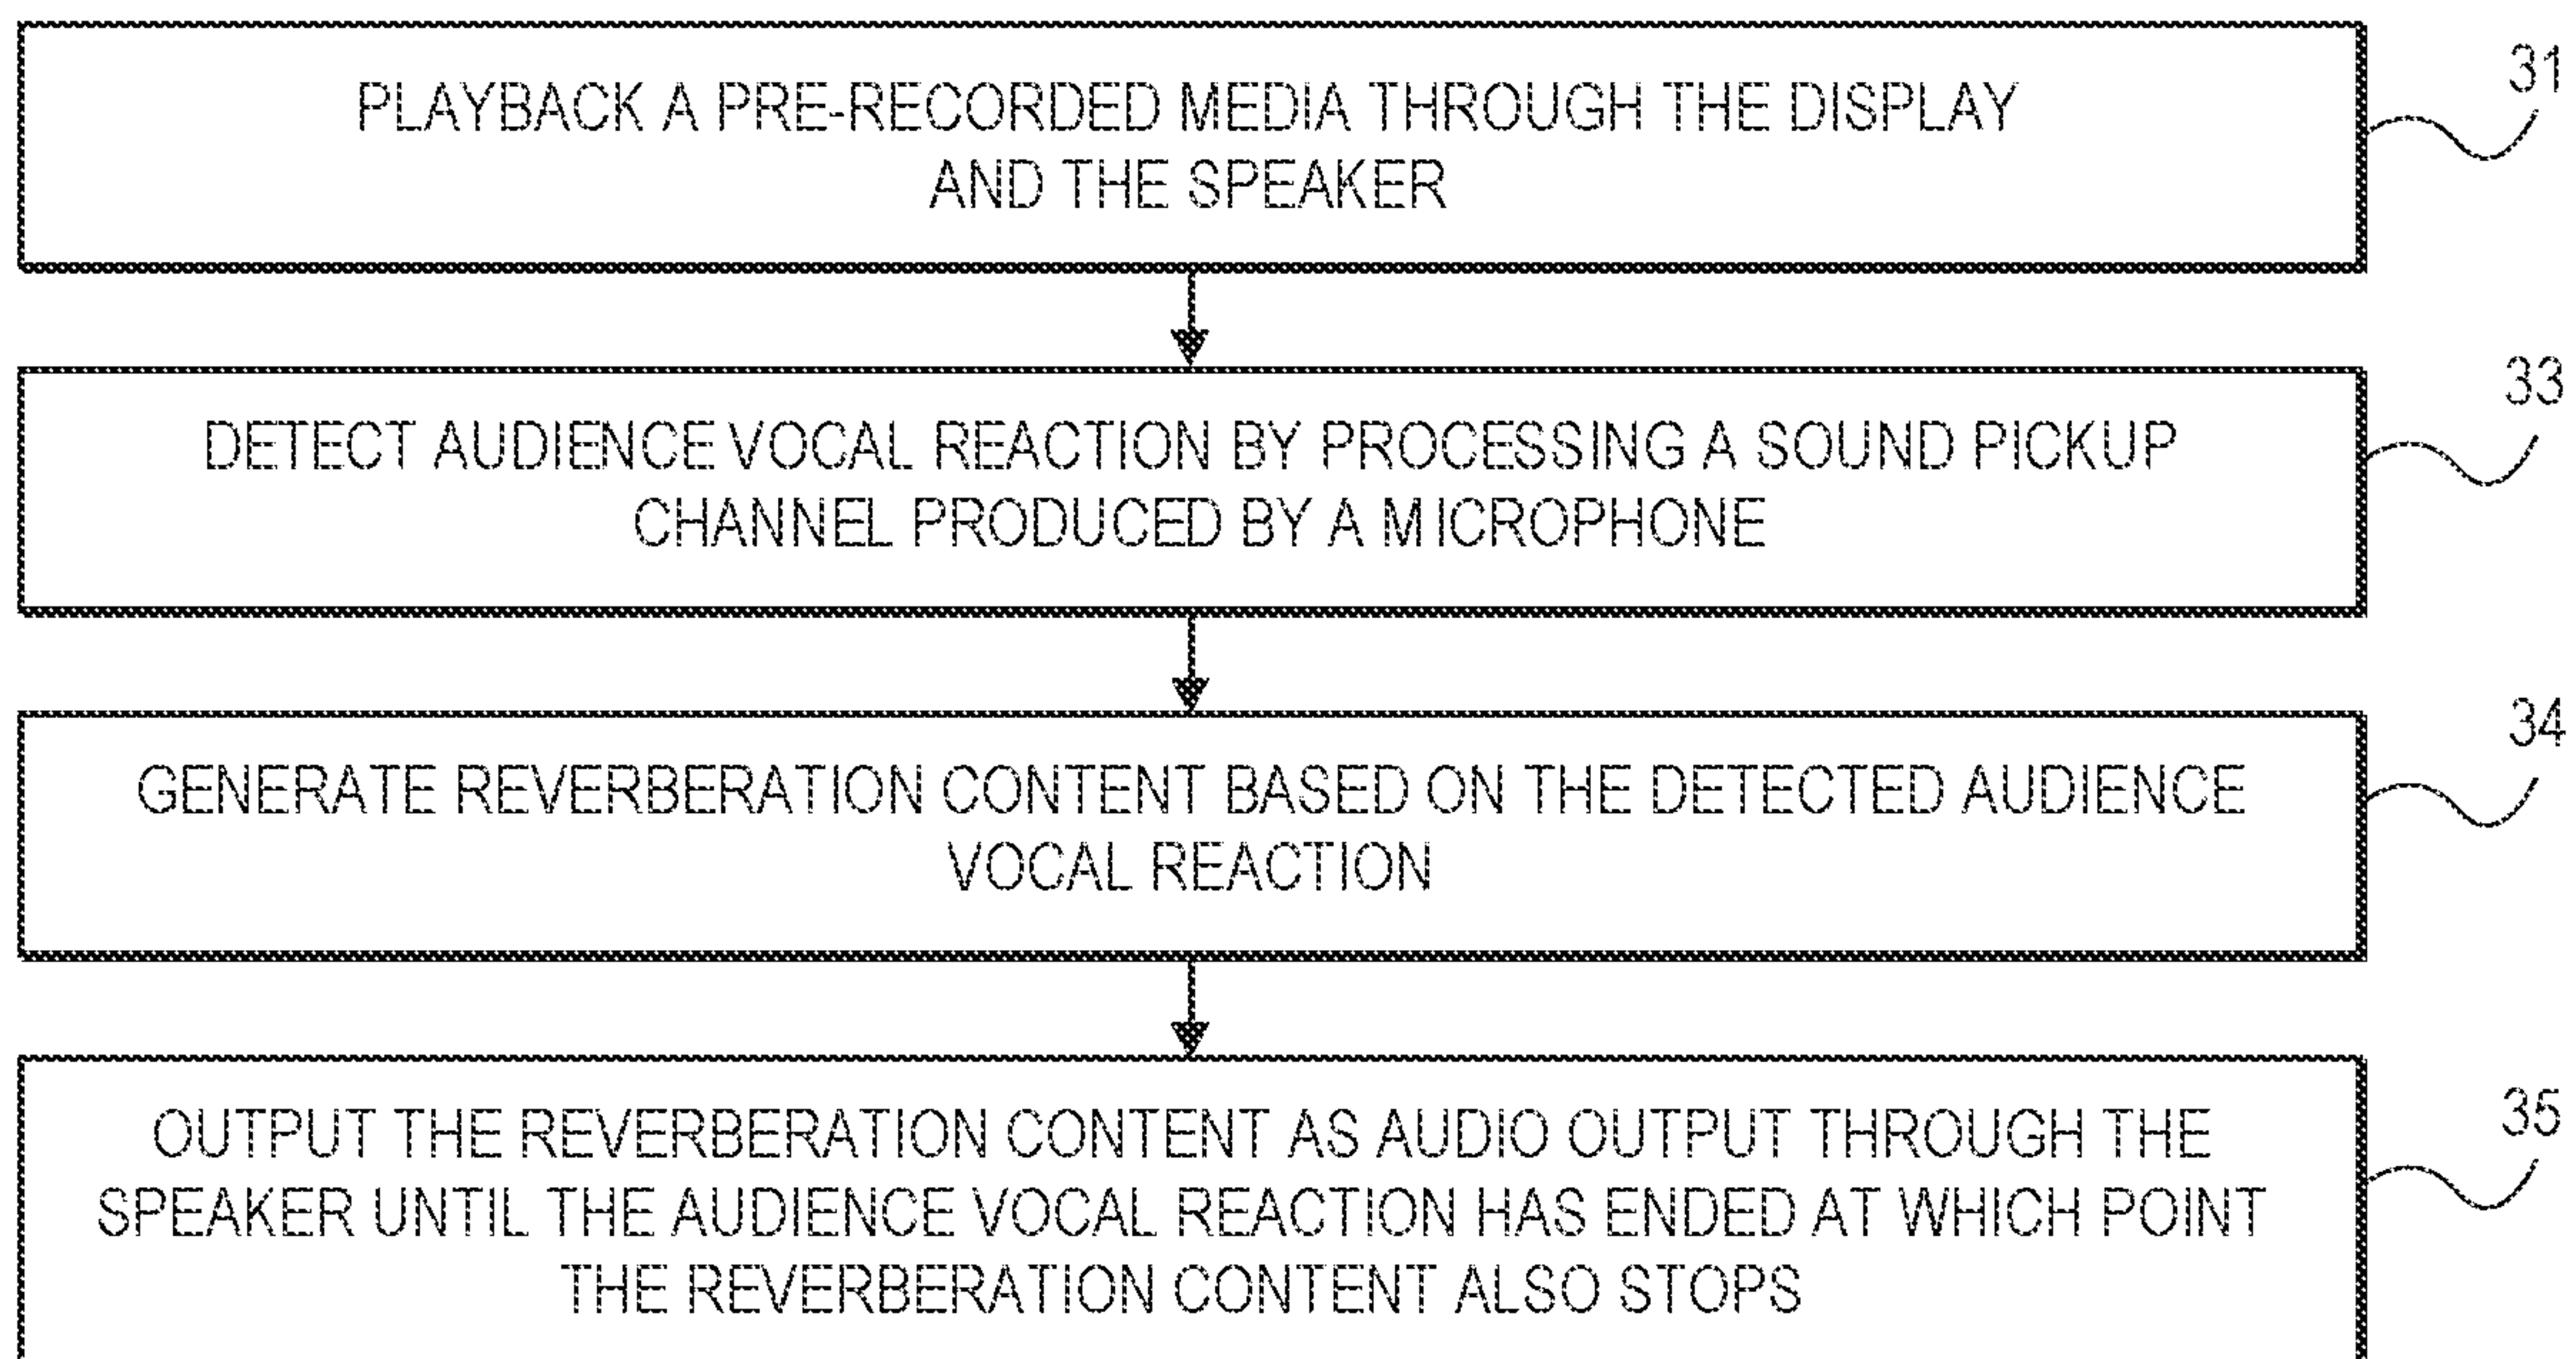 PLAYBACK A PRE-RECORDED MEDIA THROUGH THE DISPLAY
AND THE SPEAKER
31
DETECT AUDIENCE VOCAL REACTION BY PROCESSING A SOUND PICKUP
CHANNEL PRODUCED BY A MICROPHONE
33
GENERATE REVERBERATION CONTENT BASED ON THE DETECTED AUDIENCE
VOCAL REACTION
34
OUTPUT THE REVERBERATION CONTENT AS AUDIO OUTPUT THROUGH THE
SPEAKER UNTIL THE AUDIENCE VOCAL REACTION HAS ENDED AT WHICH POINT
THE REVERBERATION CONTENT ALSO STOPS
35